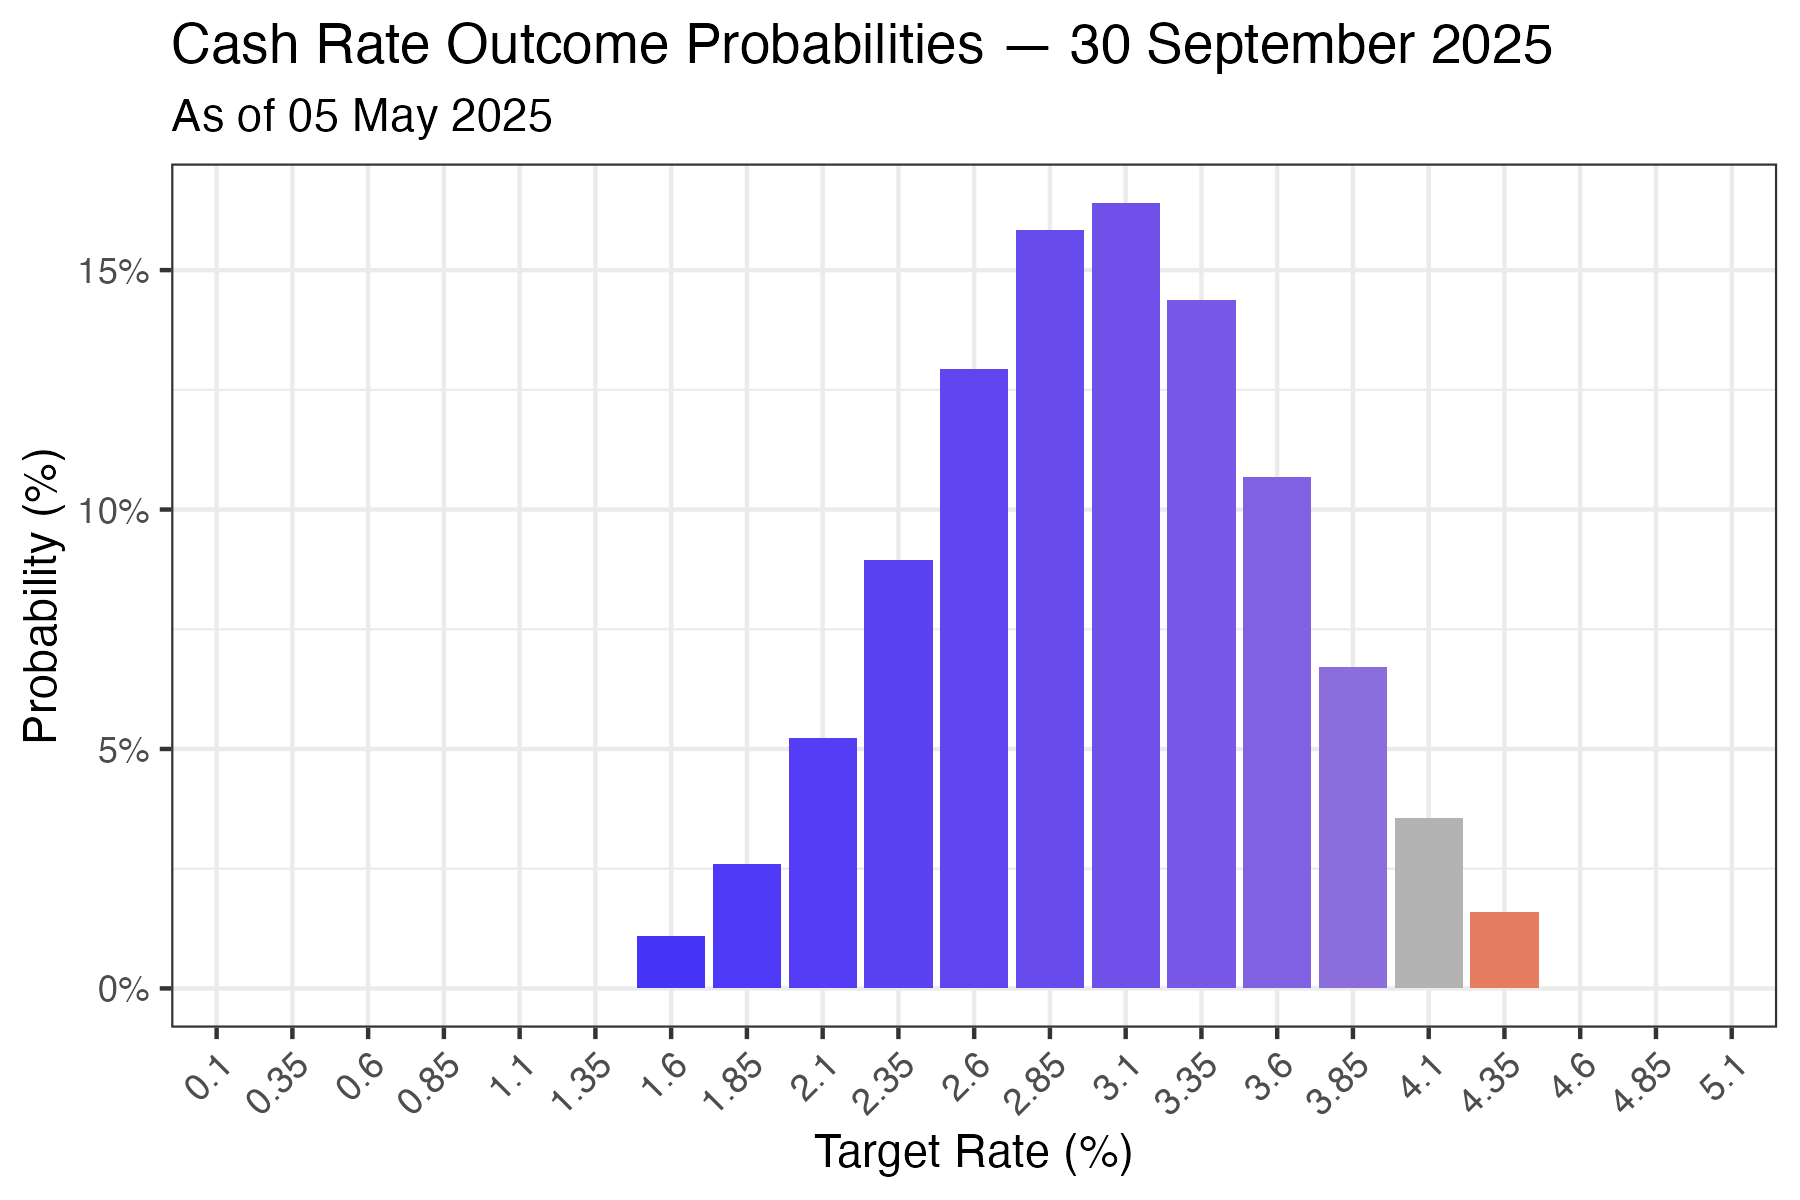 Cash Rate Outcome Probabilities — 30 September 2025
As of 05 May 2025
Probability (%)
15%
10%
5%
0%
0.1 0.35 0.6 0.85 1.1 1.35 1.6 1.85 2.1 2.35 2.6 2.85 3.1 3.35 3.6 3.85 4.1 4.35 4.6 4.85 5.1
Target Rate (%)